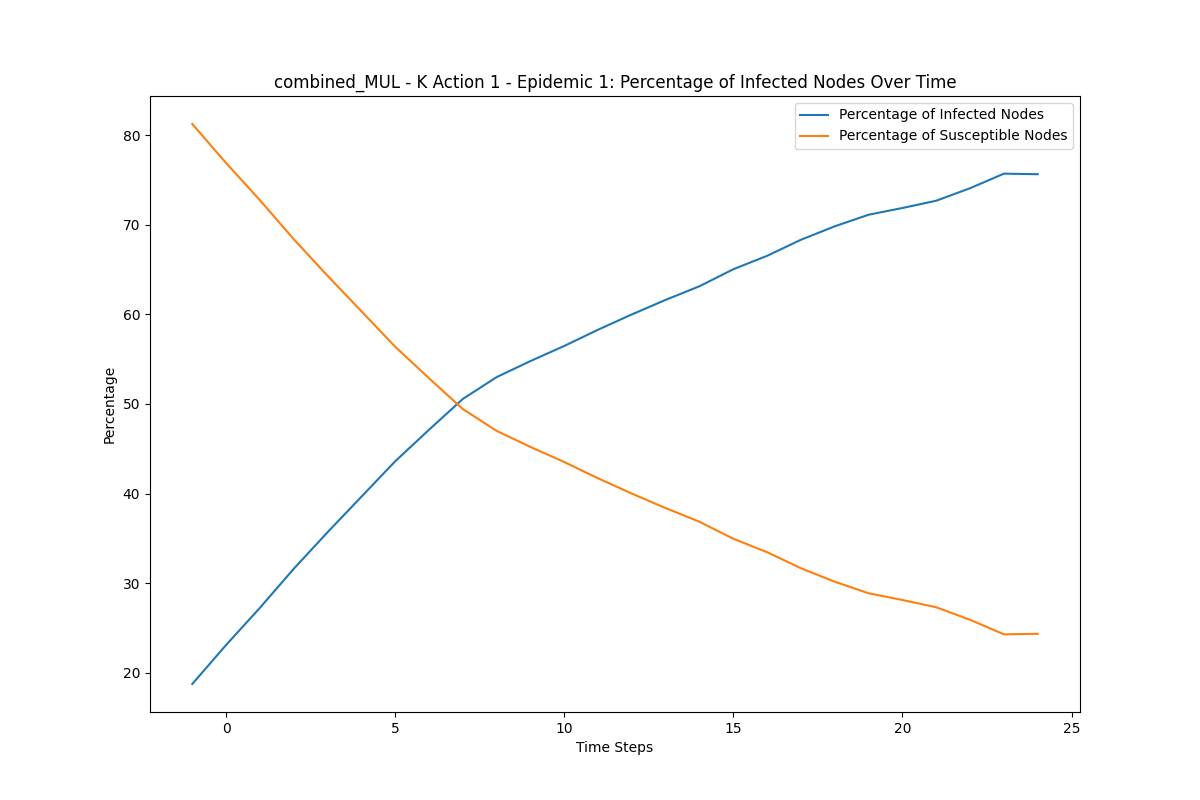 combined_MUL - K Action 1 - Epidemic 1: Percentage of Infected Nodes Over Time
Percentage of Infected Nodes
Percentage of Susceptible Nodes
Percentage
80
70
60
50
40
30
20
0
5
10
15
20
25
Time Steps